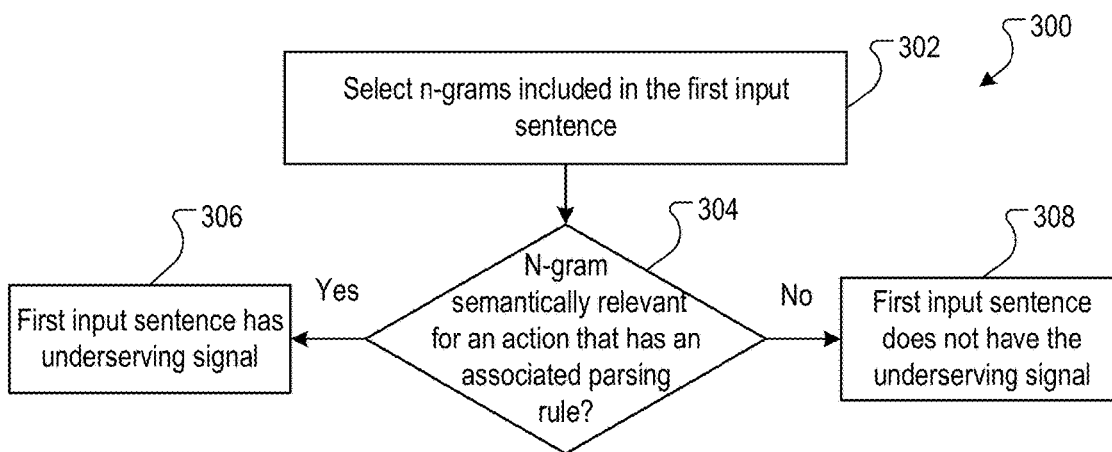 300
302
Select n-grams included in the first input
sentence
306
304
308
Yes
No
N-gram
semantically relevant
for an action that has an
associated parsing
rule?
First input sentence has
underserving signal
First input sentence
does not have the
underserving signal